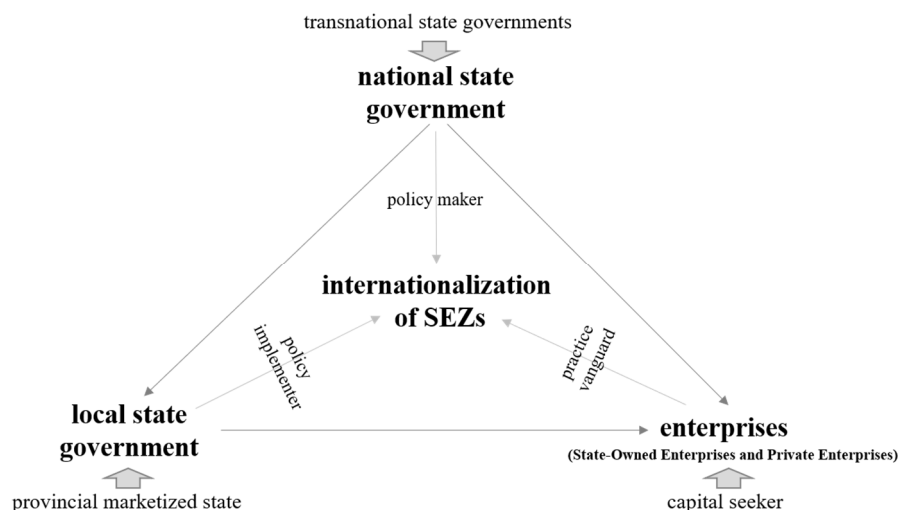 transnational state governments
national state
government
policy maker
internationalization
of SEZs
policy
implementer
practice
vanguard
local state
government
enterprises
(State-Owned Enterprises and Private Enterprises)
provincial marketized state
capital seeker